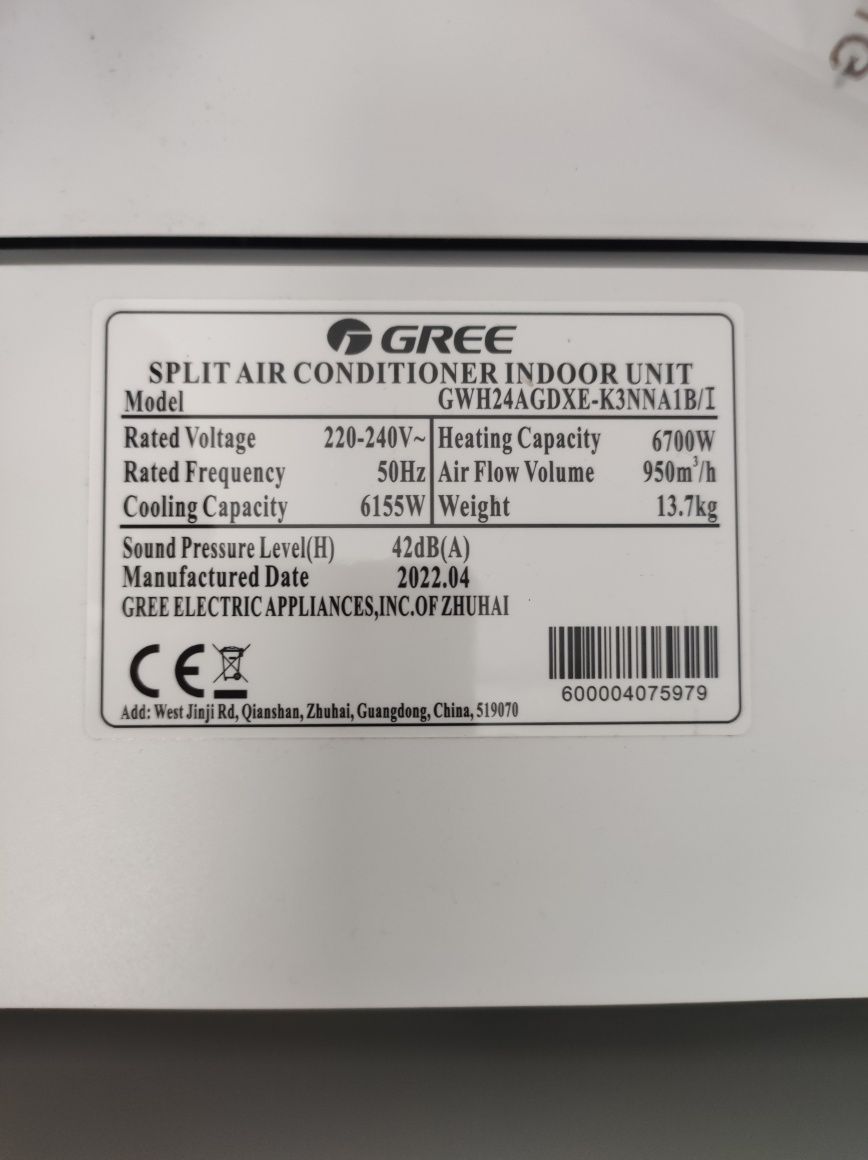 GREE
SPLIT AIR CONDITIONER INDOOR UNIT
Model GWH24AGDXE-K3NNA1B/I
Rated Voltage 220-240V~ Heating Capacity 6700W
Rated Frequency 50Hz Air Flow Volume 950m³/h
Cooling Capacity 6155W Weight 13.7kg
Sound Pressure Level(H) 42dB(A)
Manufactured Date 2022.04
GREE ELECTRIC APPLIANCES,INC.OF ZHUHAI
CE
600004075979
Add: West Jinji Rd, Qianshan, Zhuhai, Guangdong, China, 519070